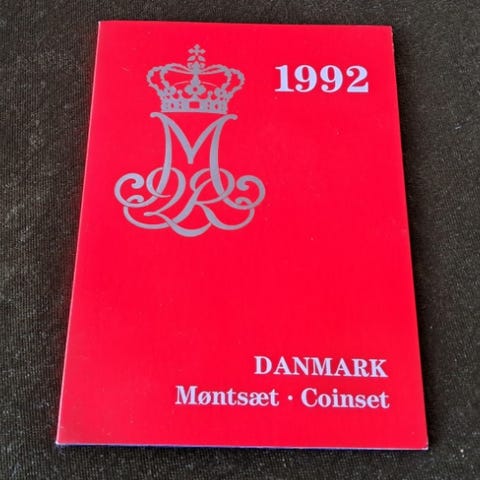 1992
DANMARK
Møntsæt · Coinset